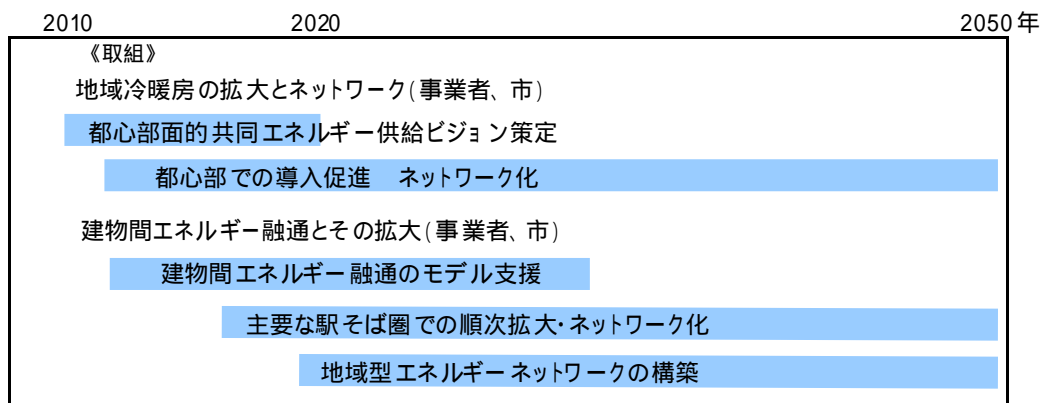 2010 2020 2050年
《取組》
地域冷暖房の拡大とネットワーク(事業者、市)
都心部面的共同エネルギー供給ビジョン策定
都心部での導入促進　ネットワーク化
建物間エネルギー融通とその拡大(事業者、市)
建物間エネルギー融通のモデル支援
主要な駅そば圏での順次拡大・ネットワーク化
地域型エネルギーネットワークの構築